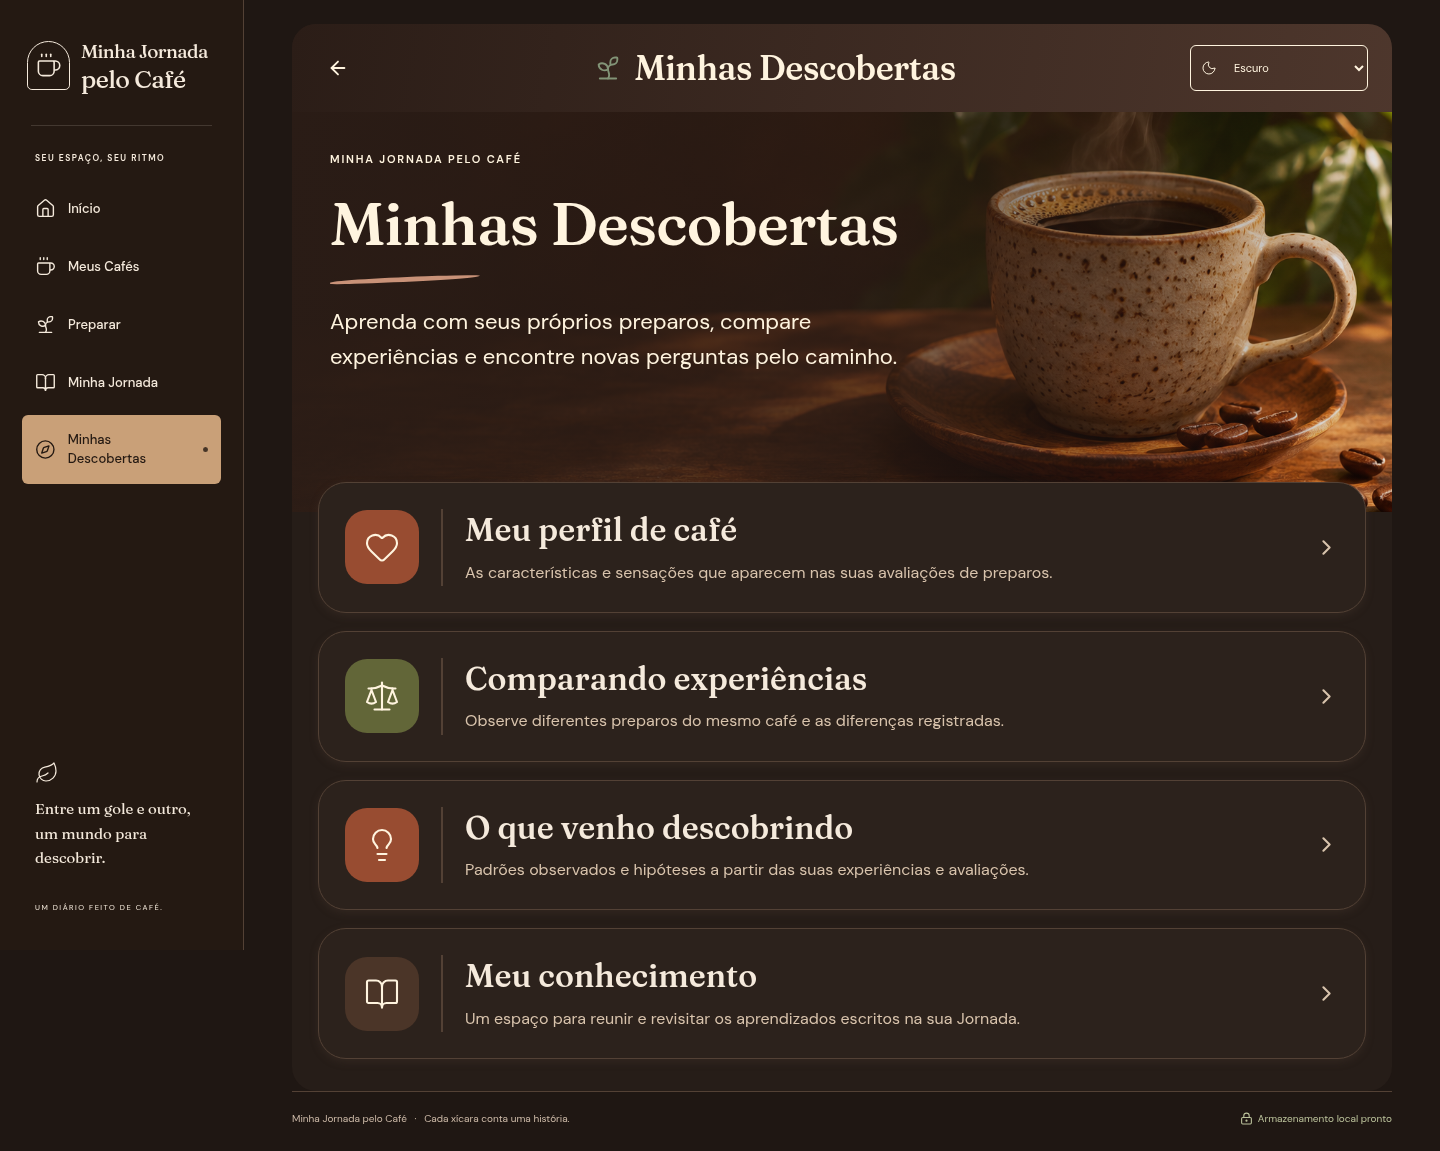 Minha Jornada
pelo Café
SEU ESPAÇO, SEU RITMO
Início
Meus Cafés
Preparar
Minha Jornada
Minhas
Descobertas
Entre um gole e outro,
um mundo para
descobrir.
UM DIÁRIO FEITO DE CAFÉ.
Minhas Descobertas
Escuro
MINHA JORNADA PELO CAFÉ
Minhas Descobertas
Aprenda com seus próprios preparos, compare
experiências e encontre novas perguntas pelo caminho.
Meu perfil de café
As características e sensações que aparecem nas suas avaliações de preparos.
Comparando experiências
Observe diferentes preparos do mesmo café e as diferenças registradas.
O que venho descobrindo
Padrões observados e hipóteses a partir das suas experiências e avaliações.
Meu conhecimento
Um espaço para reunir e revisitar os aprendizados escritos na sua Jornada.
Minha Jornada pelo Café · Cada xícara conta uma história.
Armazenamento local pronto